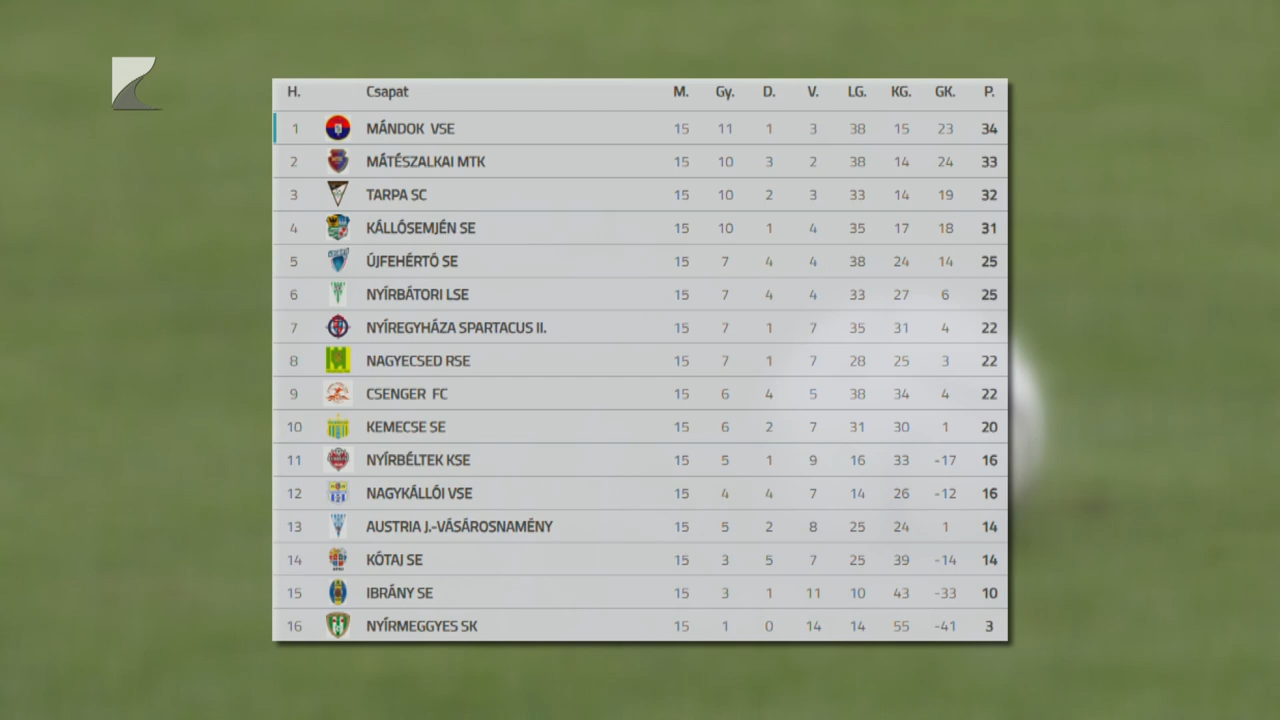 H. Csapat M. Gy. D. V. LG. KG. GK. P.
1 MÁNDOK VSE 15 11 1 3 38 15 23 34
2 MÁTÉSZALKAI MTK 15 10 3 2 38 14 24 33
3 TARPA SC 15 10 2 3 33 14 19 32
4 KÁLLÓSEMJÉN SE 15 10 1 4 35 17 18 31
5 ÚJFEHÉRTÓ SE 15 7 4 4 38 24 14 25
6 NYÍRBÁTORI LSE 15 7 4 4 33 27 6 25
7 NYÍREGYHÁZA SPARTACUS II. 15 7 1 7 35 31 4 22
8 NAGYECSED RSE 15 7 1 7 28 25 3 22
9 CSENGER FC 15 6 4 5 38 34 4 22
10 KEMECSE SE 15 6 2 7 31 30 1 20
11 NYÍRBÉLTEK KSE 15 5 1 9 16 33 -17 16
12 NAGYKÁLLÓI VSE 15 4 4 7 14 26 -12 16
13 AUSTRIA J.-VÁSÁROSNAMÉNY 15 5 2 8 25 24 1 14
14 KÓTAJ SE 15 3 5 7 25 39 -14 14
15 IBRÁNY SE 15 3 1 11 10 43 -33 10
16 NYÍRMEGGYES SK 15 1 0 14 14 55 -41 3